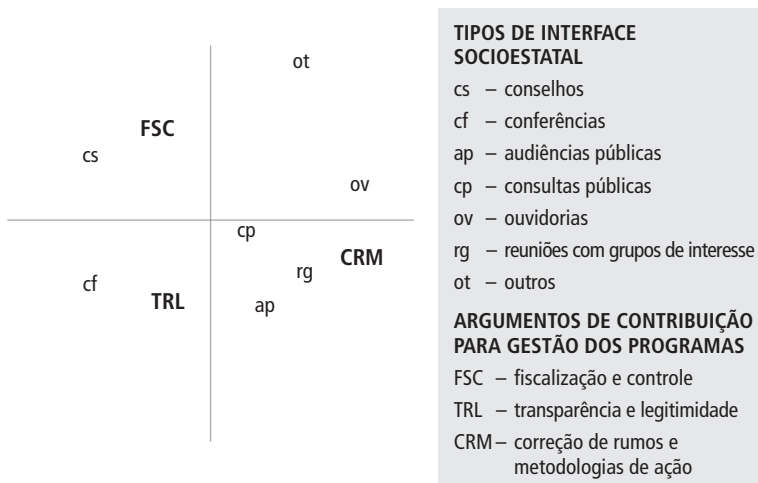 ot
FSC
cs
ov
cp
CRM
rg
cf
TRL
ap
TIPOS DE INTERFACE
SOCIOESTATAL
cs – conselhos
cf – conferências
ap – audiências públicas
cp – consultas públicas
ov – ouvidorias
rg – reuniões com grupos de interesse
ot – outros
ARGUMENTOS DE CONTRIBUIÇÃO
PARA GESTÃO DOS PROGRAMAS
FSC – fiscalização e controle
TRL – transparência e legitimidade
CRM – correção de rumos e
metodologias de ação